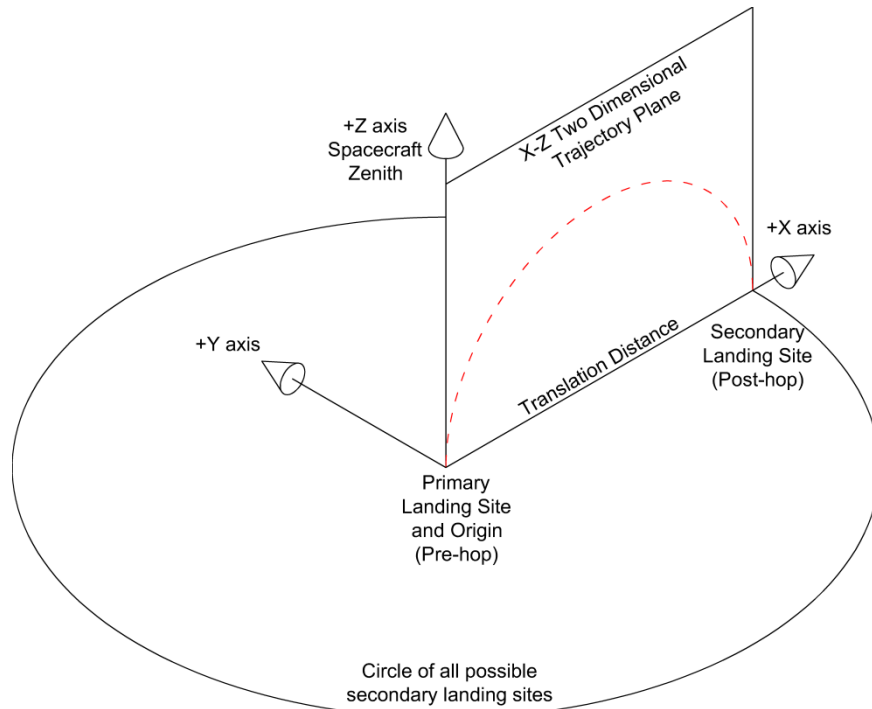 X-Z Two Dimensional
Trajectory Plane
+Z axis
Spacecraft
Zenith
+X axis
+Y axis
Translation Distance
Secondary
Landing Site
(Post-hop)
Primary
Landing Site
and Origin
(Pre-hop)
Circle of all possible
secondary landing sites